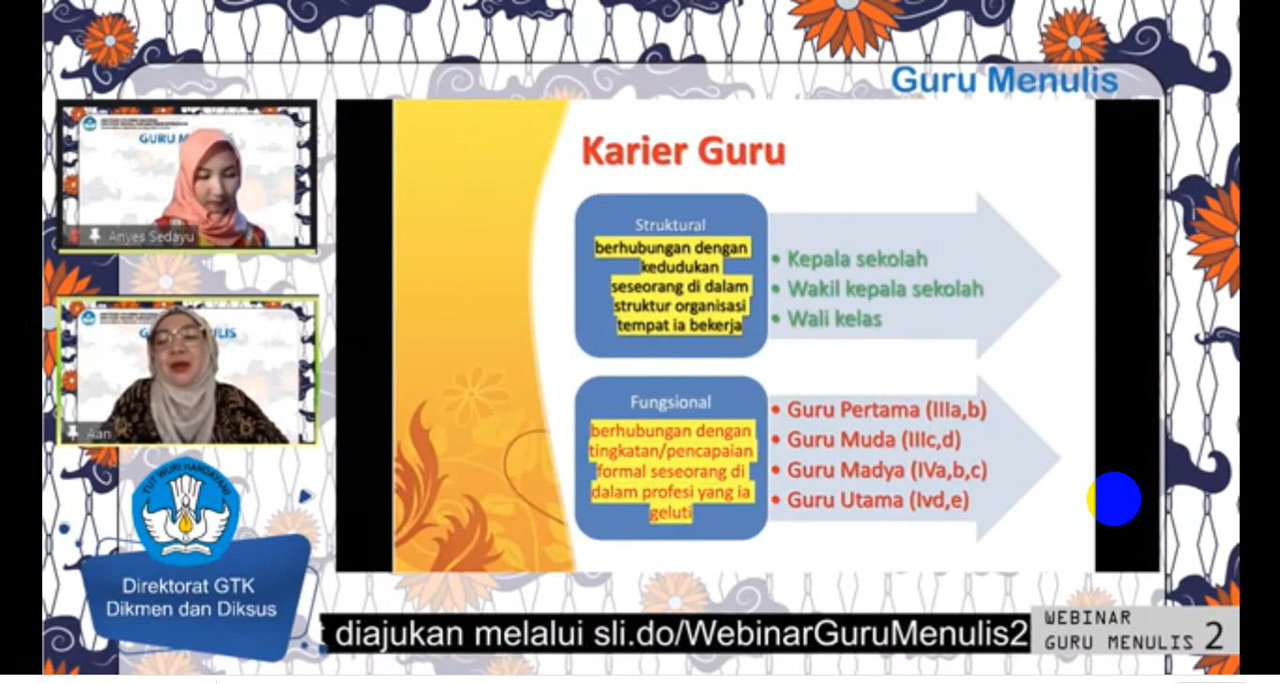 Guru Menulis
GURU M
Anyes Sedayu
Aan
Karier Guru
Struktural
berhubungan dengan
kedudukan
seseorang di dalam
struktur organisasi
tempat ia bekerja
• Kepala sekolah
• Wakil kepala sekolah
• Wali kelas
Fungsional
berhubungan dengan
tingkatan/pencapaian
formal seseorang di
dalam profesi yang ia
geluti
• Guru Pertama (IIIa,b)
• Guru Muda (IIIc,d)
• Guru Madya (IVa,b,c)
• Guru Utama (Ivd,e)
TUT WURI HANDAYANI
Direktorat GTK
Dikmen dan Diksus
diajukan melalui sli.do/WebinarGuruMenulis2
WEBINAR
GURU MENULIS 2